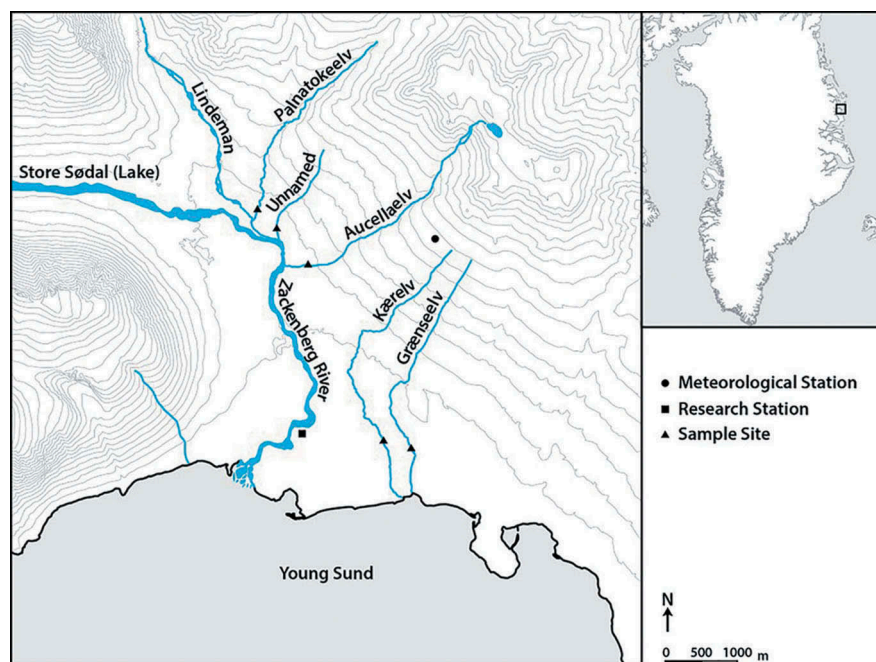 Lindeman
Palnatokeelv
Store Sødal (Lake)
Unnamed
Aucellaelv
Zackenberg River
Kærelv
Grænseelv
Young Sund
Meteorological Station
Research Station
Sample Site
N
0 500 1000 m